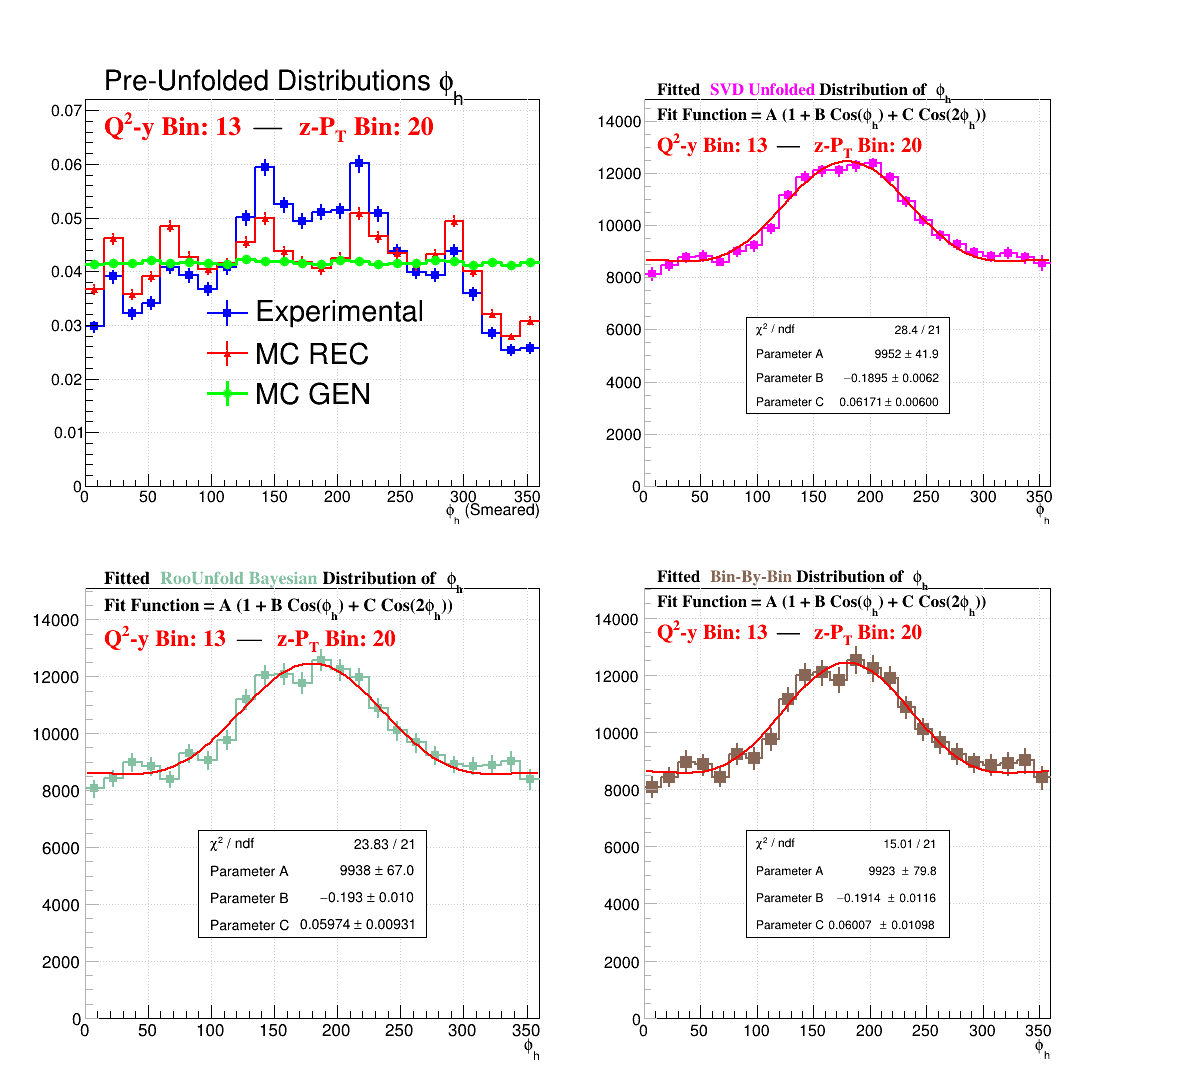 Pre-Unfolded Distributions ϕh
Q2-y Bin: 13 — z-PT Bin: 20
0.07
0.06
0.05
0.04
0.03
0.02
0.01
0
Experimental
MC REC
MC GEN
0 50 100 150 200 250 300 350
ϕh (Smeared)
Fitted SVD Unfolded Distribution of ϕh
Fit Function = A (1 + B Cos(ϕh) + C Cos(2ϕh))
Q2-y Bin: 13 — z-PT Bin: 20
14000
12000
10000
8000
6000
4000
2000
0
χ2 / ndf 28.4 / 21
Parameter A 9952 ± 41.9
Parameter B −0.1895 ± 0.0062
Parameter C 0.06171 ± 0.00600
0 50 100 150 200 250 300 350
ϕh
Fitted RooUnfold Bayesian Distribution of ϕh
Fit Function = A (1 + B Cos(ϕh) + C Cos(2ϕh))
Q2-y Bin: 13 — z-PT Bin: 20
14000
12000
10000
8000
6000
4000
2000
0
χ2 / ndf 23.83 / 21
Parameter A 9938 ± 67.0
Parameter B −0.193 ± 0.010
Parameter C 0.05974 ± 0.00931
0 50 100 150 200 250 300 350
ϕh
Fitted Bin-By-Bin Distribution of ϕh
Fit Function = A (1 + B Cos(ϕh) + C Cos(2ϕh))
Q2-y Bin: 13 — z-PT Bin: 20
14000
12000
10000
8000
6000
4000
2000
0
χ2 / ndf 15.01 / 21
Parameter A 9923 ± 79.8
Parameter B −0.1914 ± 0.0116
Parameter C 0.06007 ± 0.01098
0 50 100 150 200 250 300 350
ϕh